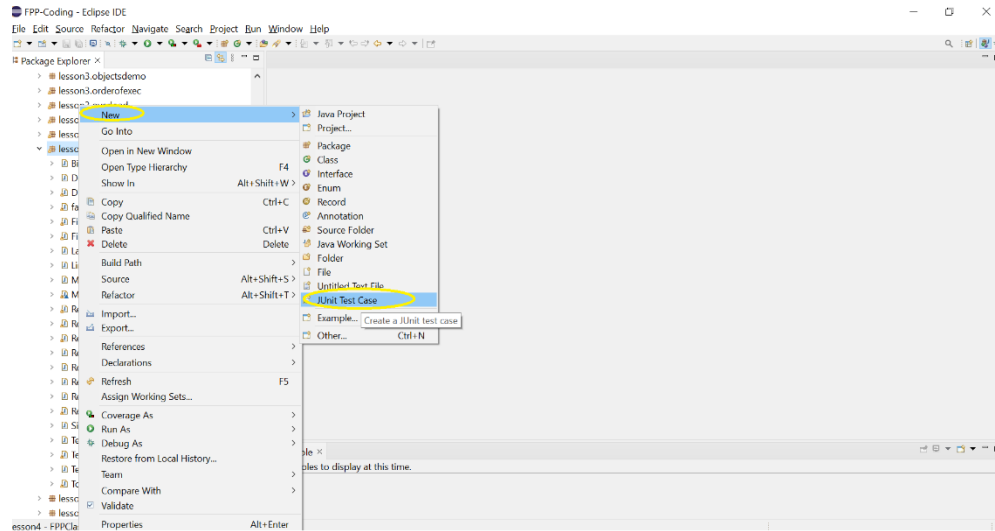 FPP-Coding - Eclipse IDE
File Edit Source Refactor Navigate Search Project Run Window Help
Package Explorer ×
lesson3.objectsdemo
lesson3.orderofexec
New
Go Into
Open in New Window
Open Type Hierarchy F4
Show In Alt+Shift+W >
Copy Ctrl+C
Copy Qualified Name
Paste Ctrl+V
Delete Delete
Build Path >
Source Alt+Shift+S >
Refactor Alt+Shift+T >
Import...
Export...
References >
Declarations >
Refresh F5
Assign Working Sets...
Coverage As >
Run As >
Debug As >
Restore from Local History...
Team >
Compare With >
Validate
Properties Alt+Enter
Java Project
Project...
Package
Class
Interface
Enum
Record
Annotation
Source Folder
Java Working Set
Folder
File
Untitled Text File
JUnit Test Case
Example...
Create a JUnit test case
Other... Ctrl+N
oles to display at this time.
esson4 - FPPCla